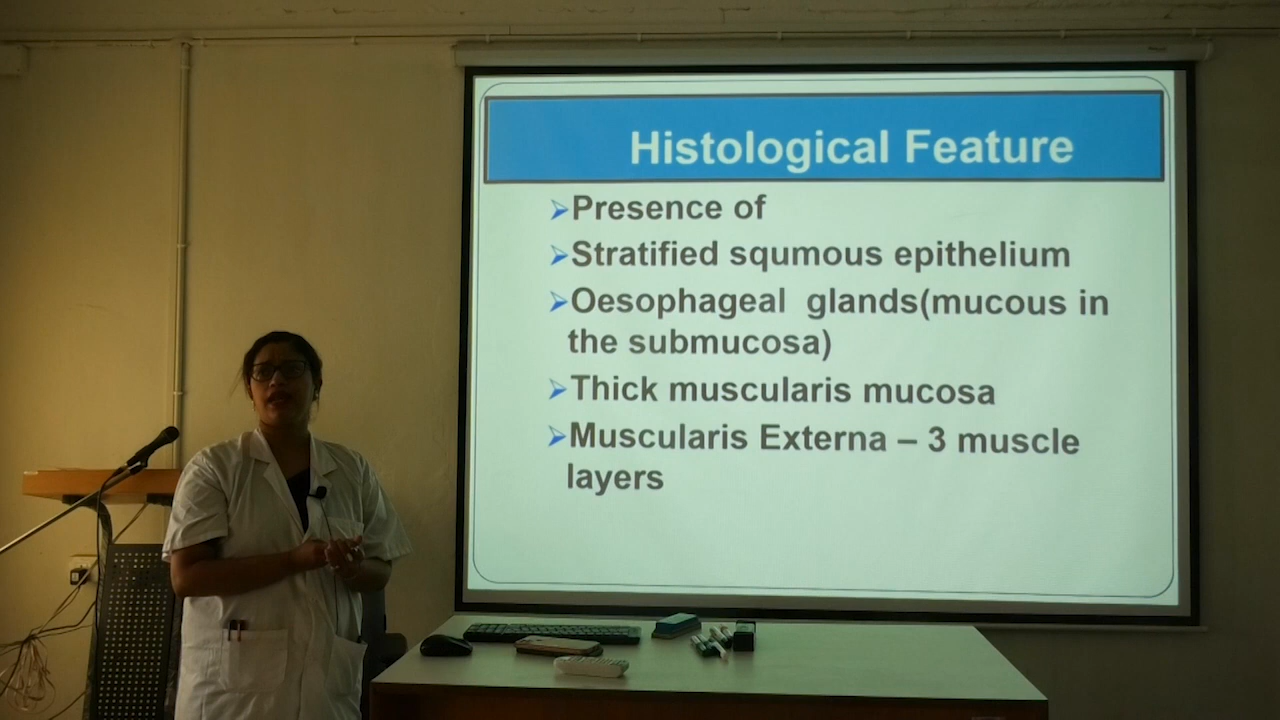 Histological Feature
➢Presence of
➢Stratified squmous epithelium
➢Oesophageal glands(mucous in
the submucosa)
➢Thick muscularis mucosa
➢Muscularis Externa – 3 muscle
layers